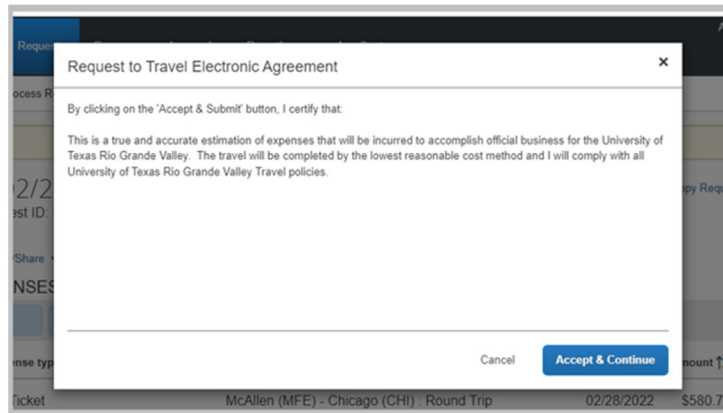 Request
ocess R
Request to Travel Electronic Agreement
×
By clicking on the 'Accept & Submit' button, I certify that:
This is a true and accurate estimation of expenses that will be incurred to accomplish official business for the University of
Texas Rio Grande Valley. The travel will be completed by the lowest reasonable cost method and I will comply with all
University of Texas Rio Grande Valley Travel policies.
2/2
est ID:
py Requ
/Share
NSES
Cancel
Accept & Continue
ense typ
mount ↑
Ticket McAllen (MFE) - Chicago (CHI) : Round Trip 02/28/2022 $580.7